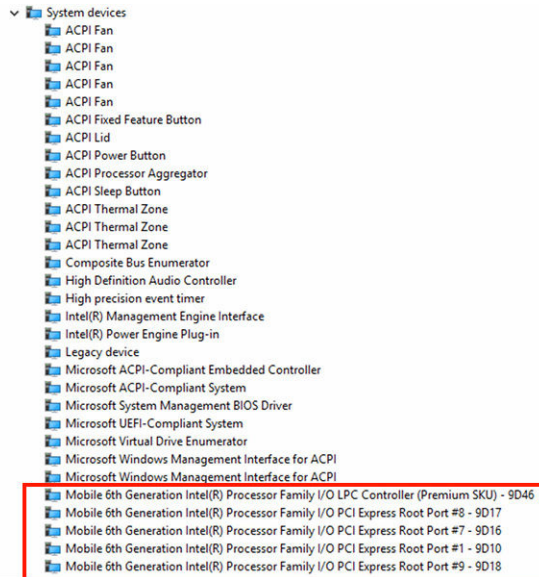 System devices
ACPI Fan
ACPI Fan
ACPI Fan
ACPI Fan
ACPI Fan
ACPI Fixed Feature Button
ACPI Lid
ACPI Power Button
ACPI Processor Aggregator
ACPI Sleep Button
ACPI Thermal Zone
ACPI Thermal Zone
ACPI Thermal Zone
Composite Bus Enumerator
High Definition Audio Controller
High precision event timer
Intel(R) Management Engine Interface
Intel(R) Power Engine Plug-in
Legacy device
Microsoft ACPI-Compliant Embedded Controller
Microsoft ACPI-Compliant System
Microsoft System Management BIOS Driver
Microsoft UEFI-Compliant System
Microsoft Virtual Drive Enumerator
Microsoft Windows Management Interface for ACPI
Microsoft Windows Management Interface for ACPI
Mobile 6th Generation Intel(R) Processor Family I/O LPC Controller (Premium SKU) - 9D46
Mobile 6th Generation Intel(R) Processor Family I/O PCI Express Root Port #8 - 9D17
Mobile 6th Generation Intel(R) Processor Family I/O PCI Express Root Port #7 - 9D16
Mobile 6th Generation Intel(R) Processor Family I/O PCI Express Root Port #1 - 9D10
Mobile 6th Generation Intel(R) Processor Family I/O PCI Express Root Port #9 - 9D18